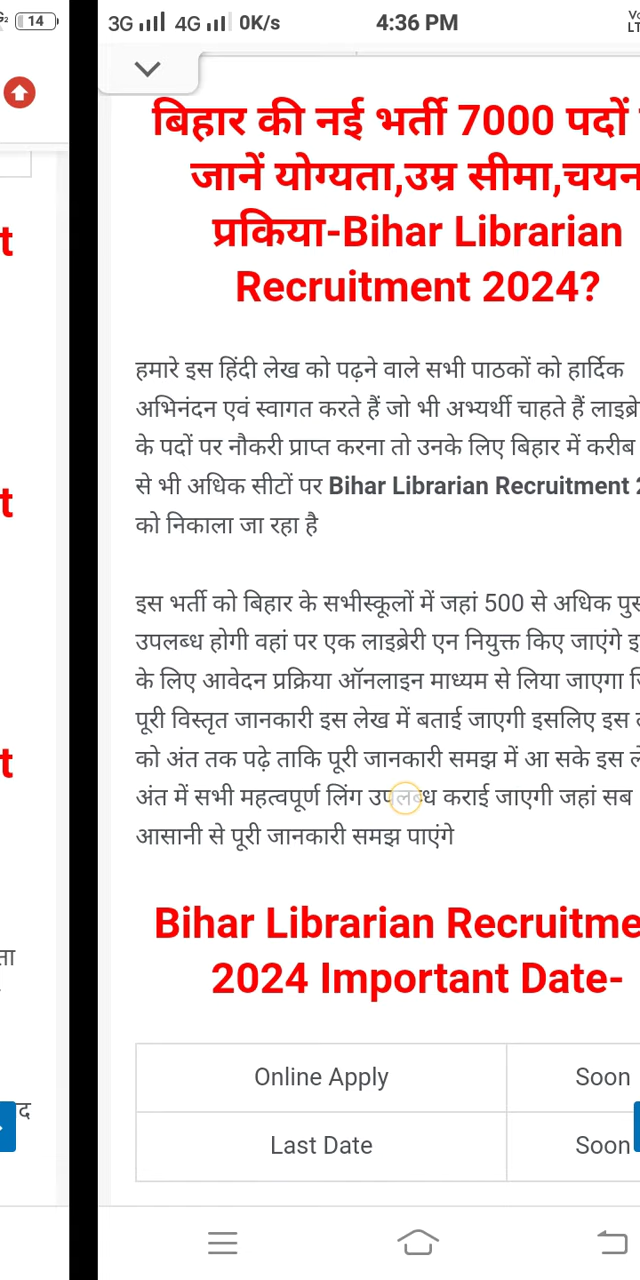 14
3G 4G 0K/s 4:36 PM
t
t
t
ता
द
बिहार की नई भर्ती 7000 पदों
जानें योग्यता,उम्र सीमा,चयन
प्रकिया-Bihar Librarian
Recruitment 2024?
हमारे इस हिंदी लेख को पढ़ने वाले सभी पाठकों को हार्दिक
अभिनंदन एवं स्वागत करते हैं जो भी अभ्यर्थी चाहते हैं
के पदों पर नौकरी प्राप्त करना तो उनके लिए बिहार में करीब
से भी अधिक सीटों पर Bihar Librarian Recruitment
को निकाला जा रहा है
इस भर्ती को बिहार के सभीस्कूलों में जहां 500 से अधिक
उपलब्ध होगी वहां पर एक लाइब्रेरी एन नियुक्त किए जाएंगे
के लिए आवेदन प्रक्रिया ऑनलाइन माध्यम से लिया जाएगा
पूरी विस्तृत जानकारी इस लेख में बताई जाएगी इसलिए इस
को अंत तक पढ़े ताकि पूरी जानकारी समझ में आ सके इस
अंत में सभी महत्वपूर्ण लिंग उपलब्ध कराई जाएगी जहां सब
आसानी से पूरी जानकारी समझ पाएंगे
Bihar Librarian Recruitme
2024 Important Date-
Online Apply Soon
Last Date Soon